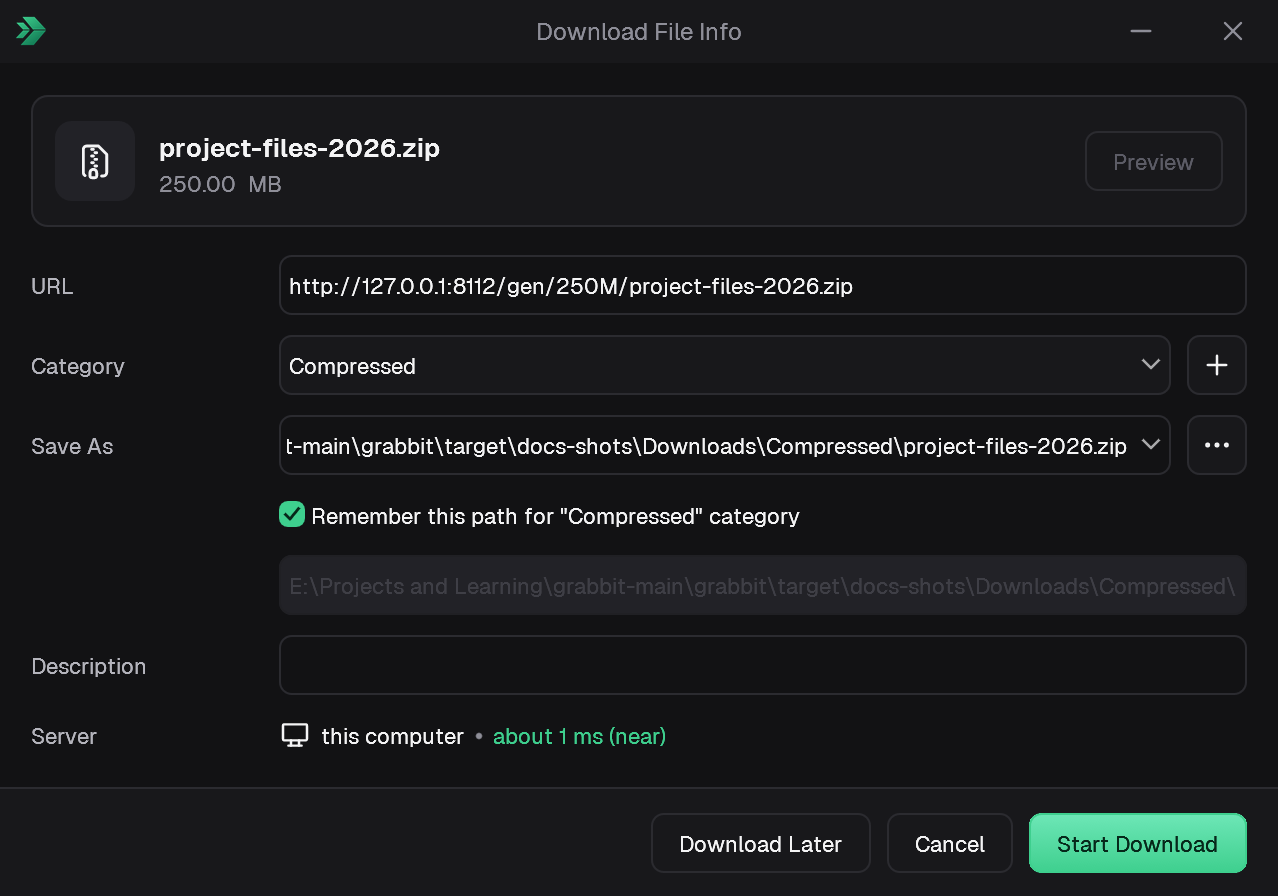 Download File Info
project-files-2026.zip
250.00 MB
Preview
URL
http://127.0.0.1:8112/gen/250M/project-files-2026.zip
Category
Compressed
Save As
t-main\grabbit\target\docs-shots\Downloads\Compressed\project-files-2026.zip
Remember this path for "Compressed" category
E:\Projects and Learning\grabbit-main\grabbit\target\docs-shots\Downloads\Compressed\
Description
Server
this computer • about 1 ms (near)
Download Later
Cancel
Start Download